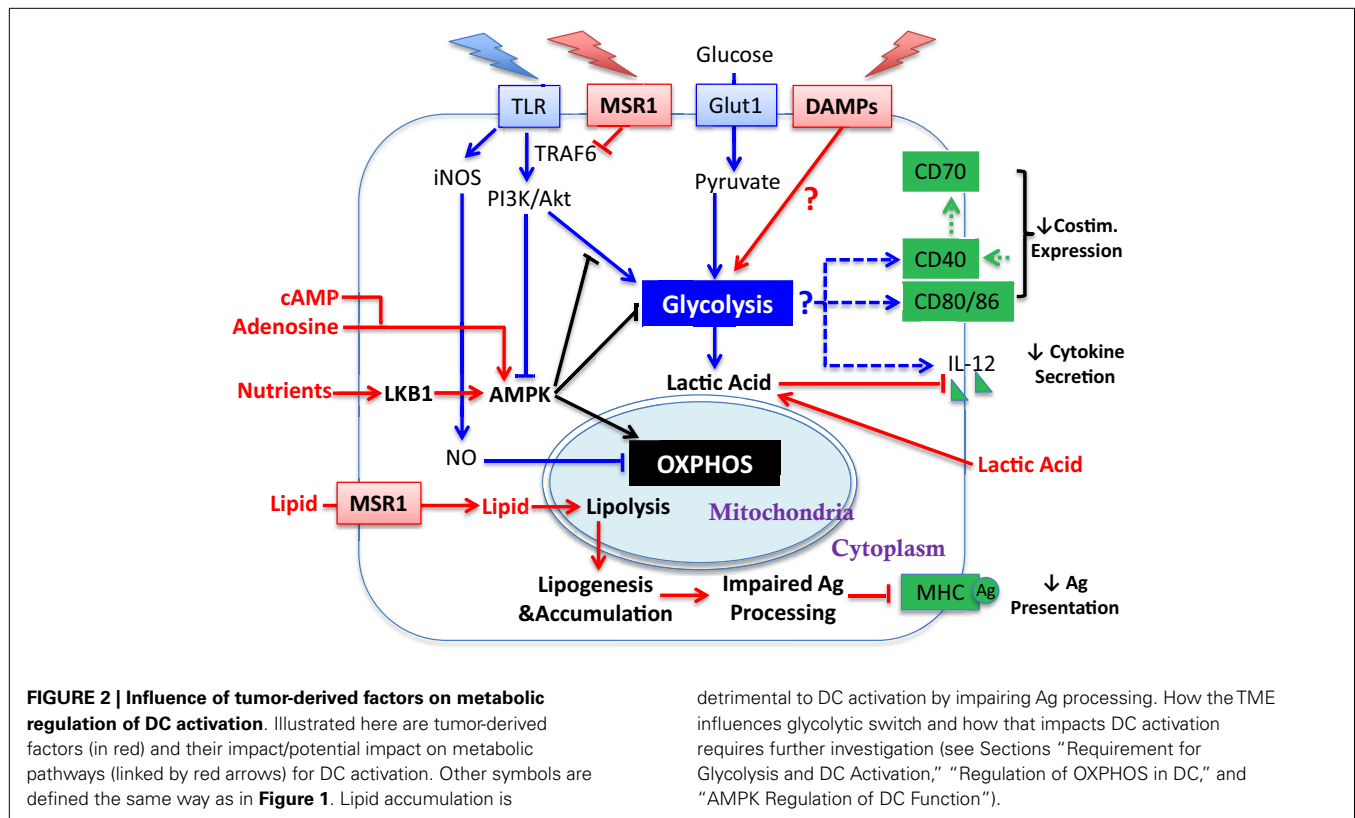 Glucose
TLR
MSR1
Glut1
DAMPs
TRAF6
iNOS
PI3K/Akt
Pyruvate
?
CD70
↓Costim.
Expression
CD40
CD80/86
Glycolysis
?
cAMP
Adenosine
IL-12
↓ Cytokine
Secretion
Nutrients
LKB1
AMPK
Lactic Acid
NO
OXPHOS
Lactic Acid
Lipid
MSR1
Lipid
Lipolysis
Mitochondria
Cytoplasm
Lipogenesis
&Accumulation
Impaired Ag
Processing
MHC
Ag
↓ Ag
Presentation
FIGURE 2 | Influence of tumor-derived factors on metabolic
regulation of DC activation. Illustrated here are tumor-derived
factors (in red) and their impact/potential impact on metabolic
pathways (linked by red arrows) for DC activation. Other symbols are
defined the same way as in Figure 1. Lipid accumulation is
detrimental to DC activation by impairing Ag processing. How the TME
influences glycolytic switch and how that impacts DC activation
requires further investigation (see Sections “Requirement for
Glycolysis and DC Activation,” “Regulation of OXPHOS in DC,” and
“AMPK Regulation of DC Function”).